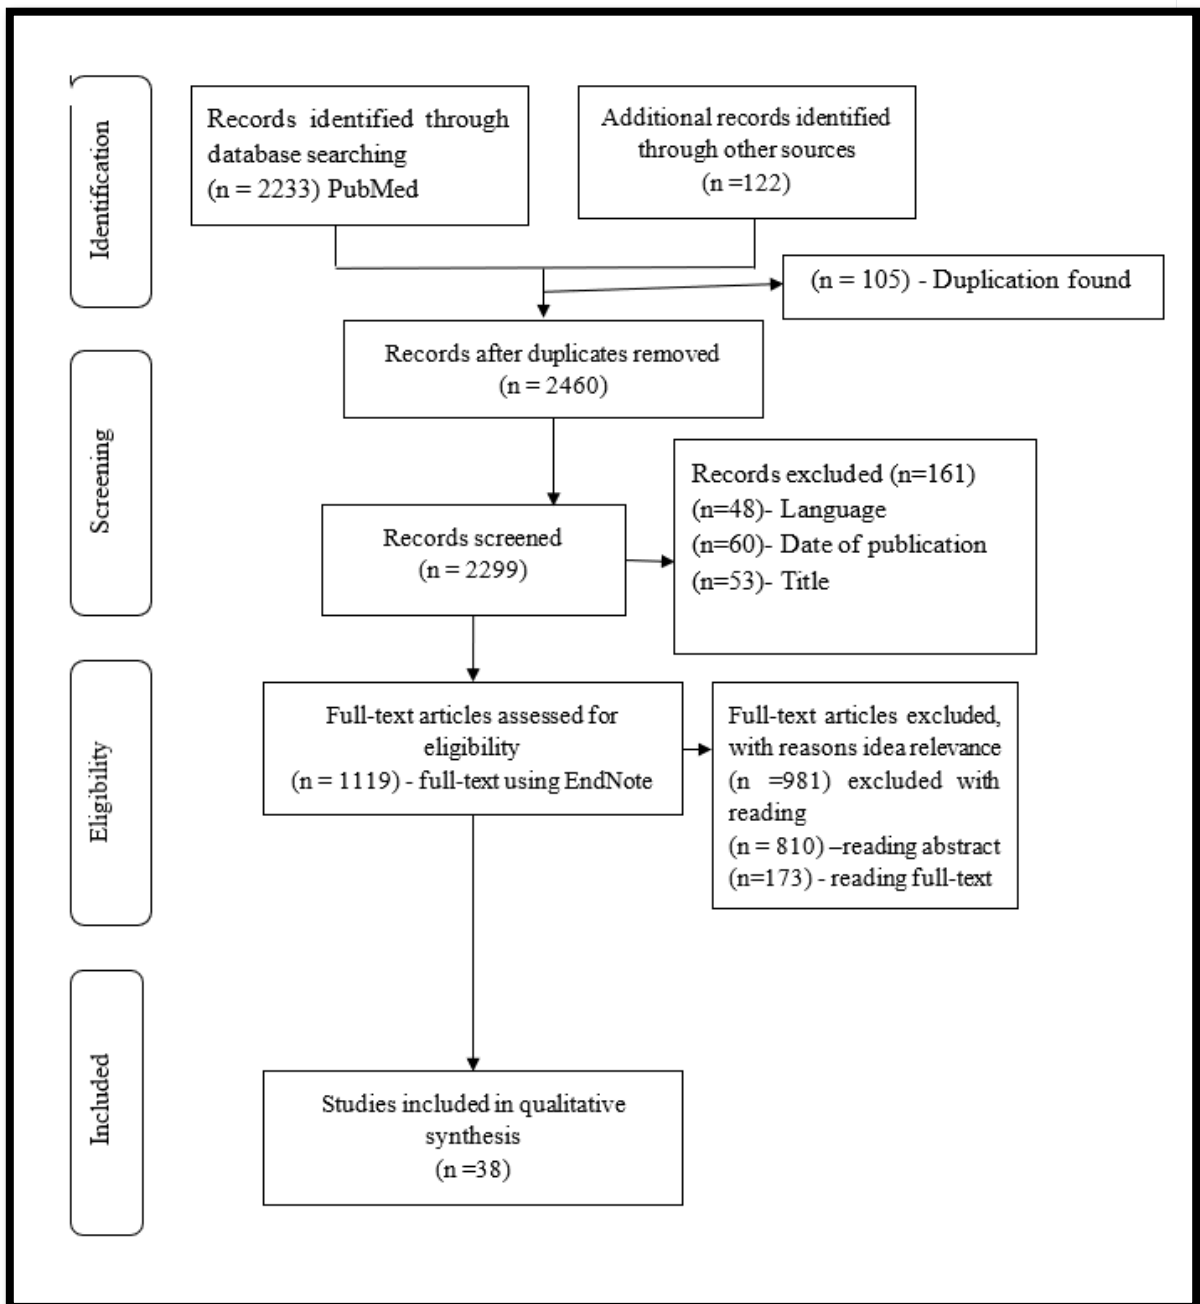 Identification
Records identified through
database searching
(n = 2233) PubMed
Additional records identified
through other sources
(n =122)
(n = 105) - Duplication found
Records after duplicates removed
(n = 2460)
Screening
Records excluded (n=161)
(n=48)- Language
(n=60)- Date of publication
(n=53)- Title
Records screened
(n = 2299)
Eligibility
Full-text articles assessed for
eligibility
(n = 1119) - full-text using EndNote
Full-text articles excluded,
with reasons idea relevance
(n =981) excluded with
reading
(n = 810) –reading abstract
(n=173) - reading full-text
Included
Studies included in qualitative
synthesis
(n =38)